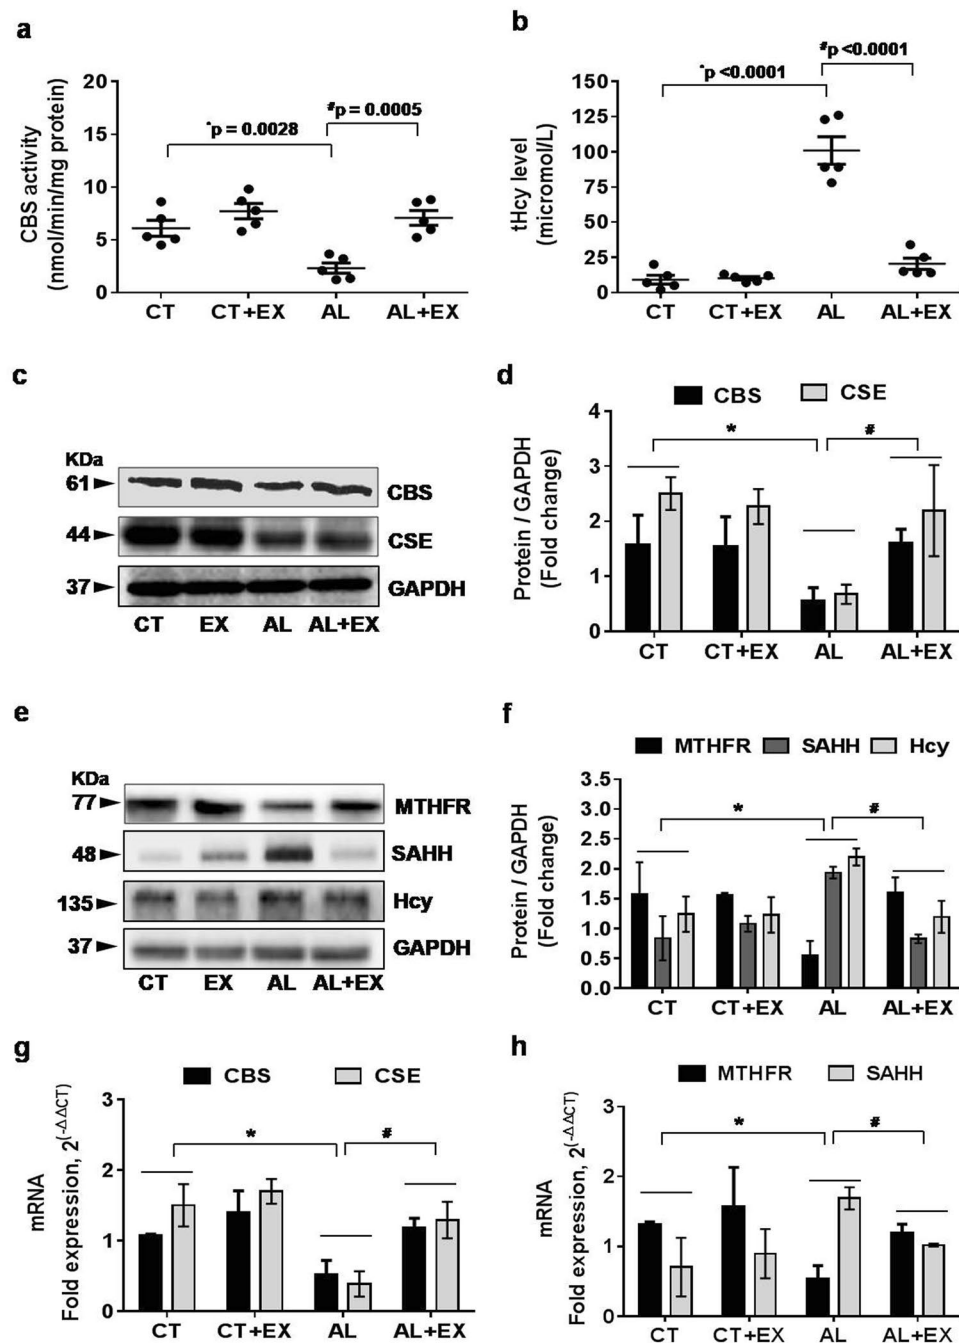 a
20
15
10
5
0
CBS activity
(nmol/min/mg protein)
*p = 0.0028
#p = 0.0005
CT CT+EX AL AL+EX
b
150
125
100
75
50
25
0
tHcy level
(micromol/L)
*p <0.0001
#p <0.0001
CT CT+EX AL AL+EX
c
KDa
61 CBS
44 CSE
37 GAPDH
CT EX AL AL+EX
d
CBS CSE
4
3
2
1
0
Protein / GAPDH
(Fold change)
* #
CT CT+EX AL AL+EX
e
KDa
77 MTHFR
48 SAHH
135 Hcy
37 GAPDH
CT EX AL AL+EX
f
MTHFR SAHH Hcy
3.5
3.0
2.5
2.0
1.5
1.0
0.5
0.0
Protein / GAPDH
(Fold change)
* #
CT CT+EX AL AL+EX
g
CBS CSE
3
2
1
0
mRNA
Fold expression, 2(-ΔΔCT)
* #
CT CT+EX AL AL+EX
h
MTHFR SAHH
3
2
1
0
mRNA
Fold expression, 2(-ΔΔCT)
* #
CT CT+EX AL AL+EX